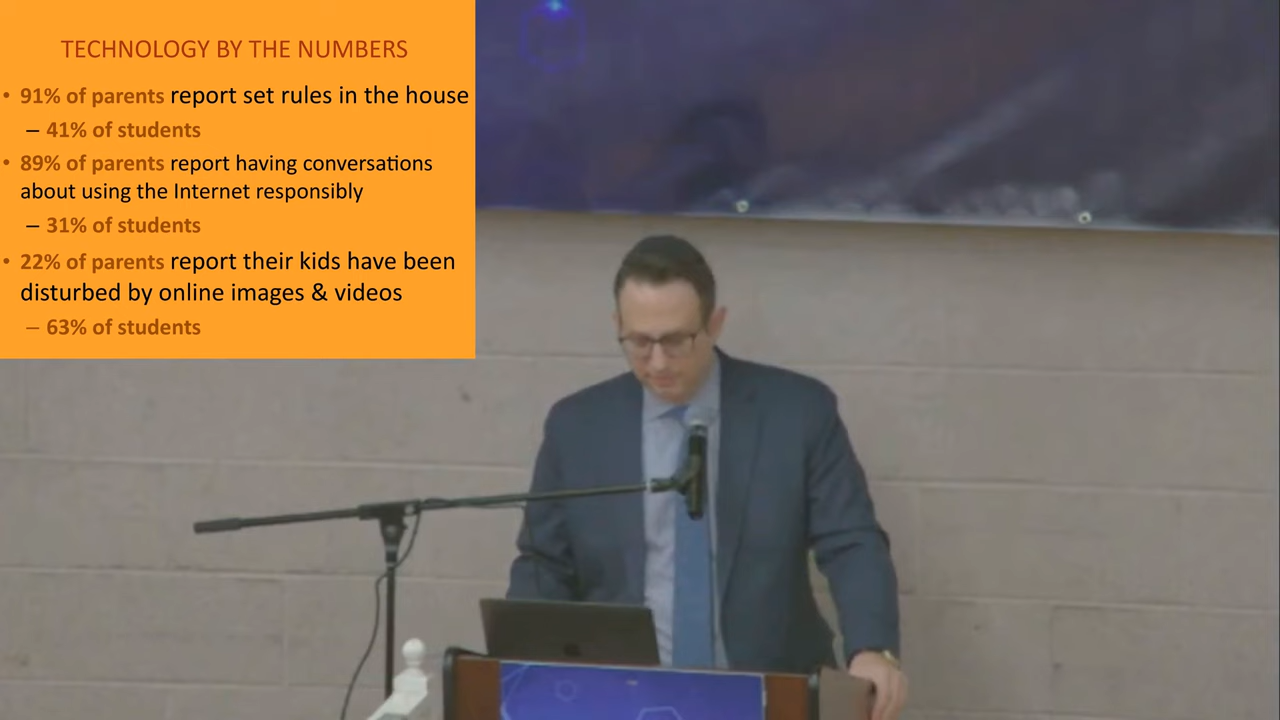 TECHNOLOGY BY THE NUMBERS
• 91% of parents report set rules in the house
– 41% of students
• 89% of parents report having conversations
about using the Internet responsibly
– 31% of students
• 22% of parents report their kids have been
disturbed by online images & videos
– 63% of students